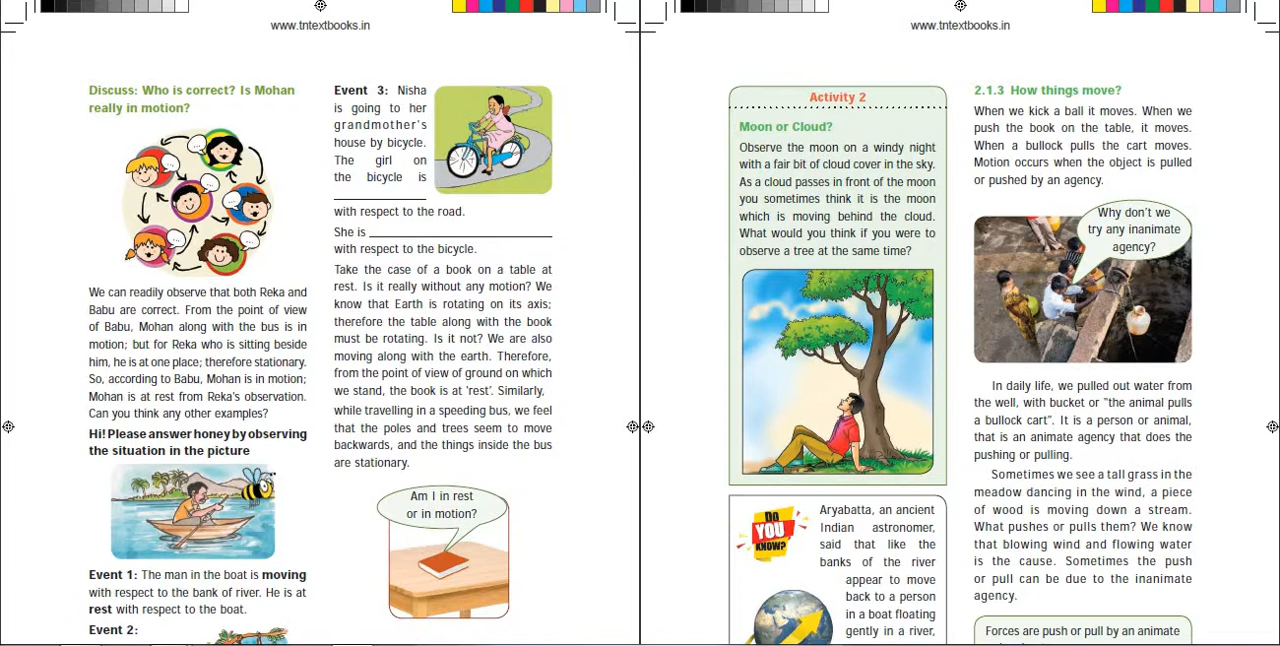 www.tntextbooks.in
Discuss: Who is correct? Is Mohan
really in motion?
We can readily observe that both Reka and
Babu are correct. From the point of view
of Babu, Mohan along with the bus is in
motion; but for Reka who is sitting beside
him, he is at one place; therefore stationary.
So, according to Babu, Mohan is in motion;
Mohan is at rest from Reka's observation.
Can you think any other examples?
Hi! Please answer honey by observing
the situation in the picture
Event 1: The man in the boat is moving
with respect to the bank of river. He is at
rest with respect to the boat.
Event 2:
Event 3: Nisha
is going to her
grandmother's
house by bicycle.
The girl on
the bicycle is
with respect to the road.
She is
with respect to the bicycle.
Take the case of a book on a table at
rest. Is it really without any motion? We
know that Earth is rotating on its axis;
therefore the table along with the book
must be rotating. Is it not? We are also
moving along with the earth. Therefore,
from the point of view of ground on which
we stand, the book is at 'rest'. Similarly,
while travelling in a speeding bus, we feel
that the poles and trees seem to move
backwards, and the things inside the bus
are stationary.
Am I in rest
or in motion?
www.tntextbooks.in
Activity 2
Moon or Cloud?
Observe the moon on a windy night
with a fair bit of cloud cover in the sky.
As a cloud passes in front of the moon
you sometimes think it is the moon
which is moving behind the cloud.
What would you think if you were to
observe a tree at the same time?
DO
YOU
KNOW?
Aryabatta, an ancient
Indian astronomer,
said that like the
banks of the river
appear to move
back to a person
in a boat floating
gently in a river,
2.1.3 How things move?
When we kick a ball it moves. When we
push the book on the table, it moves.
When a bullock pulls the cart moves.
Motion occurs when the object is pulled
or pushed by an agency.
Why don't we
try any inanimate
agency?
In daily life, we pulled out water from
the well, with bucket or "the animal pulls
a bullock cart". It is a person or animal,
that is an animate agency that does the
pushing or pulling.
Sometimes we see a tall grass in the
meadow dancing in the wind, a piece
of wood is moving down a stream.
What pushes or pulls them? We know
that blowing wind and flowing water
is the cause. Sometimes the push
or pull can be due to the inanimate
agency.
Forces are push or pull by an animate